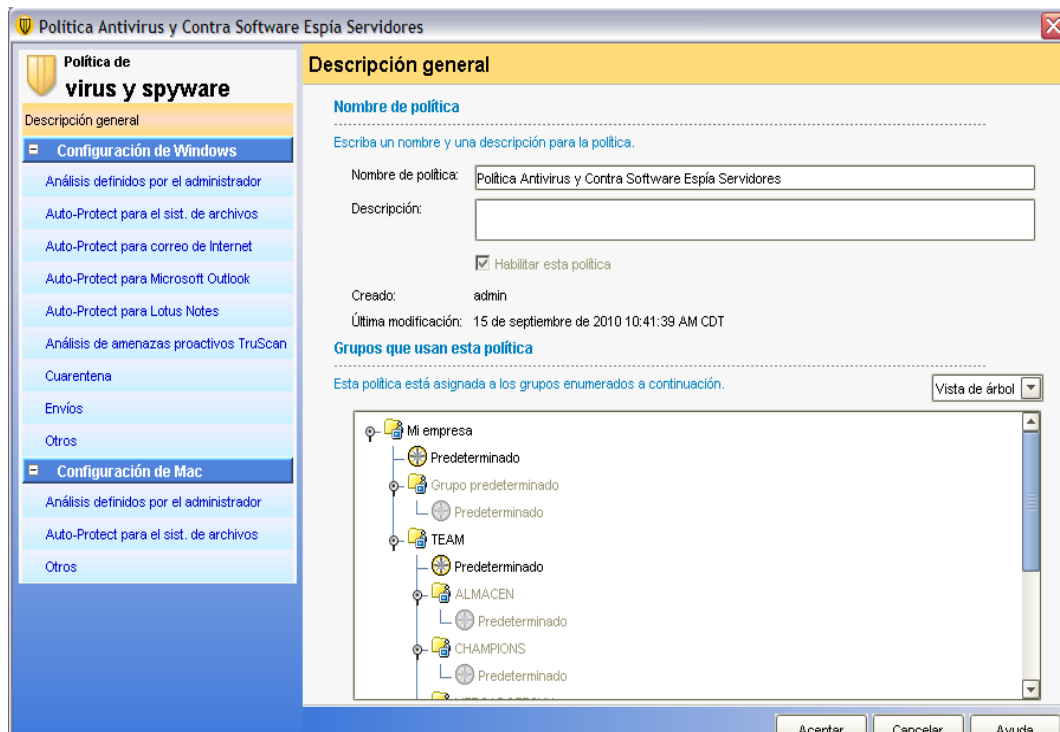 Política Antivirus y Contra Software Espía Servidores
Política de
virus y spyware
Descripción general
Configuración de Windows
Análisis definidos por el administrador
Auto-Protect para el sist. de archivos
Auto-Protect para correo de Internet
Auto-Protect para Microsoft Outlook
Auto-Protect para Lotus Notes
Análisis de amenazas proactivos TruScan
Cuarentena
Envíos
Otros
Configuración de Mac
Análisis definidos por el administrador
Auto-Protect para el sist. de archivos
Otros
Descripción general
Nombre de política
Escriba un nombre y una descripción para la política.
Nombre de política: Política Antivirus y Contra Software Espía Servidores
Descripción:
Habilitar esta política
Creado: admin
Última modificación: 15 de septiembre de 2010 10:41:39 AM CDT
Grupos que usan esta política
Esta política está asignada a los grupos enumerados a continuación.
Vista de árbol
Mi empresa
Predeterminado
Grupo predeterminado
Predeterminado
TEAM
Predeterminado
ALMACEN
Predeterminado
CHAMPIONS
Predeterminado
Aceptar Cancelar Ayuda